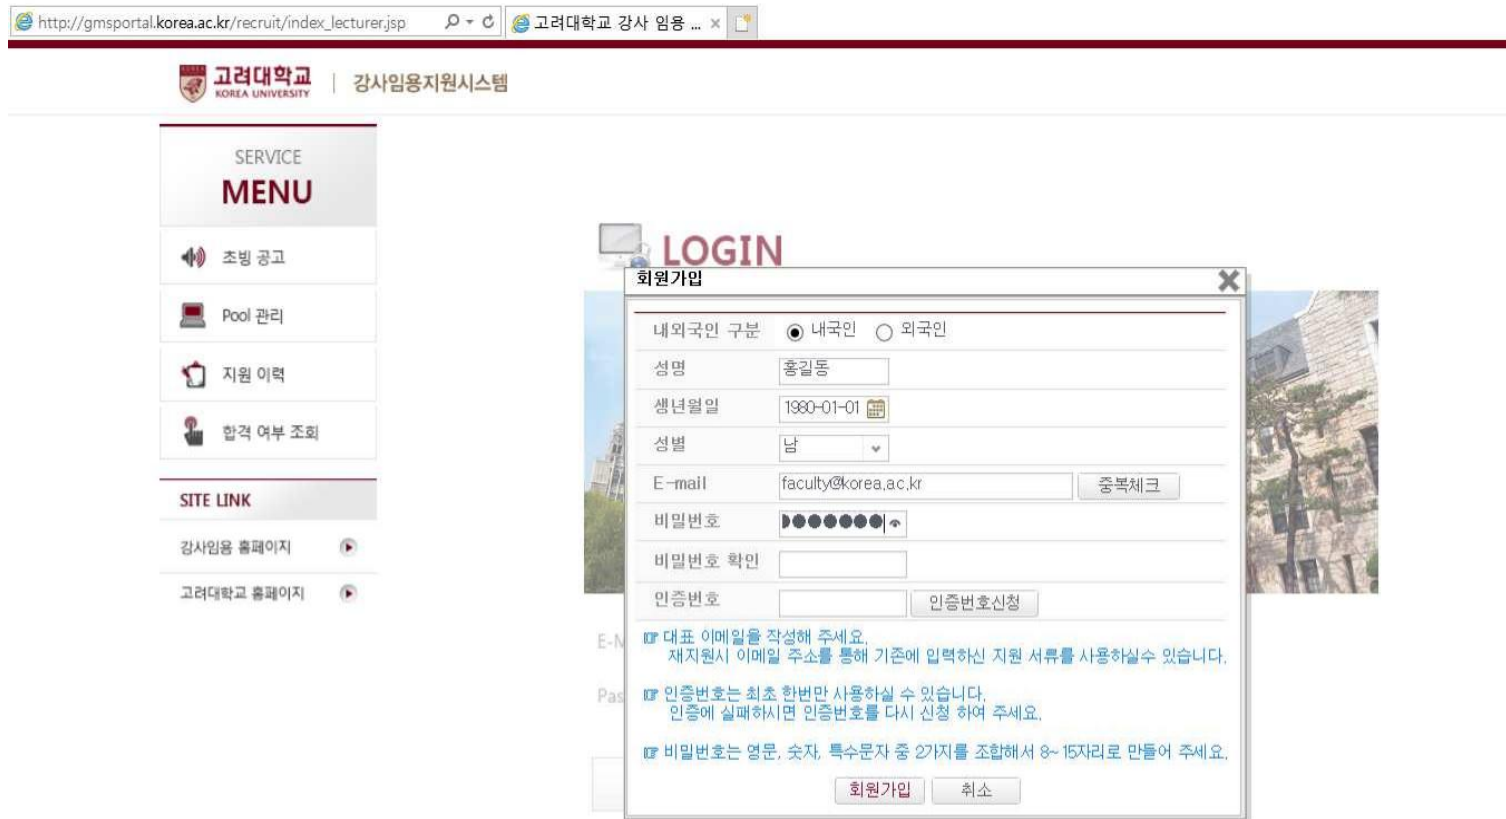 http://gmsportal.korea.ac.kr/recruit/index_lecturer.jsp
고려대학교 강사 임용 ...
고려대학교
KOREA UNIVERSITY
강사임용지원시스템
SERVICE
MENU
초빙 공고
Pool 관리
지원 이력
합격 여부 조회
SITE LINK
강사임용 홈페이지
고려대학교 홈페이지
LOGIN
회원가입
내외국인 구분 내국인 외국인
성명 홍길동
생년월일 1980-01-01
성별 남
E-mail faculty@korea.ac.kr 중복체크
비밀번호
비밀번호 확인
인증번호 인증번호신청
E-M
☞ 대표 이메일을 작성해 주세요.
재지원시 이메일 주소를 통해 기존에 입력하신 지원 서류를 사용하실수 있습니다.
Pas
☞ 인증번호는 최초 한번만 사용하실 수 있습니다.
인증에 실패하시면 인증번호를 다시 신청 하여 주세요.
☞ 비밀번호는 영문, 숫자, 특수문자 중 2가지를 조합해서 8~15자리로 만들어 주세요.
회원가입 취소